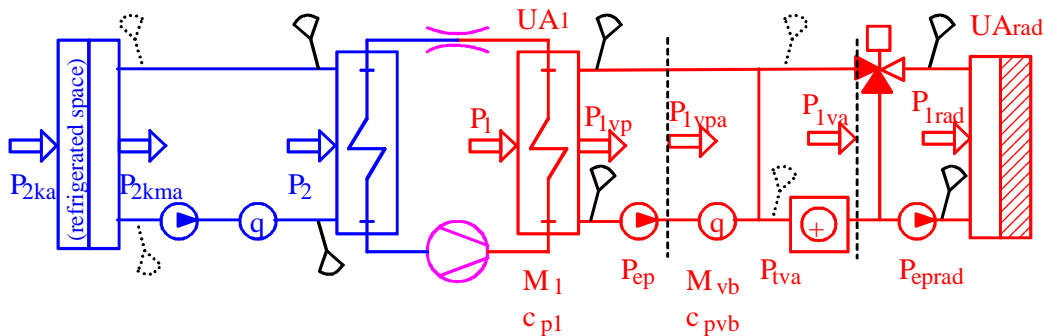 UA1
UArad
P1
P1vp
P1vpa
P1va
P1rad
(refrigerated space)
P2ka
P2kma
P2
q
q
+
Pep
Ptva
Peprad
M1
Mvb
cp1
cpvb